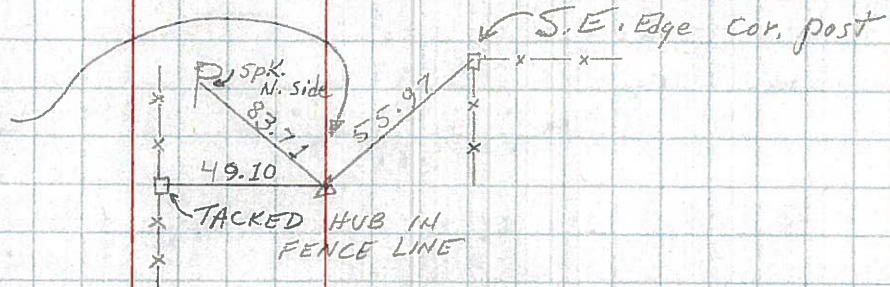 S.E. Edge cor. post
spk.
N. side
83.71
55.97
49.10
TACKED HUB IN
FENCE LINE